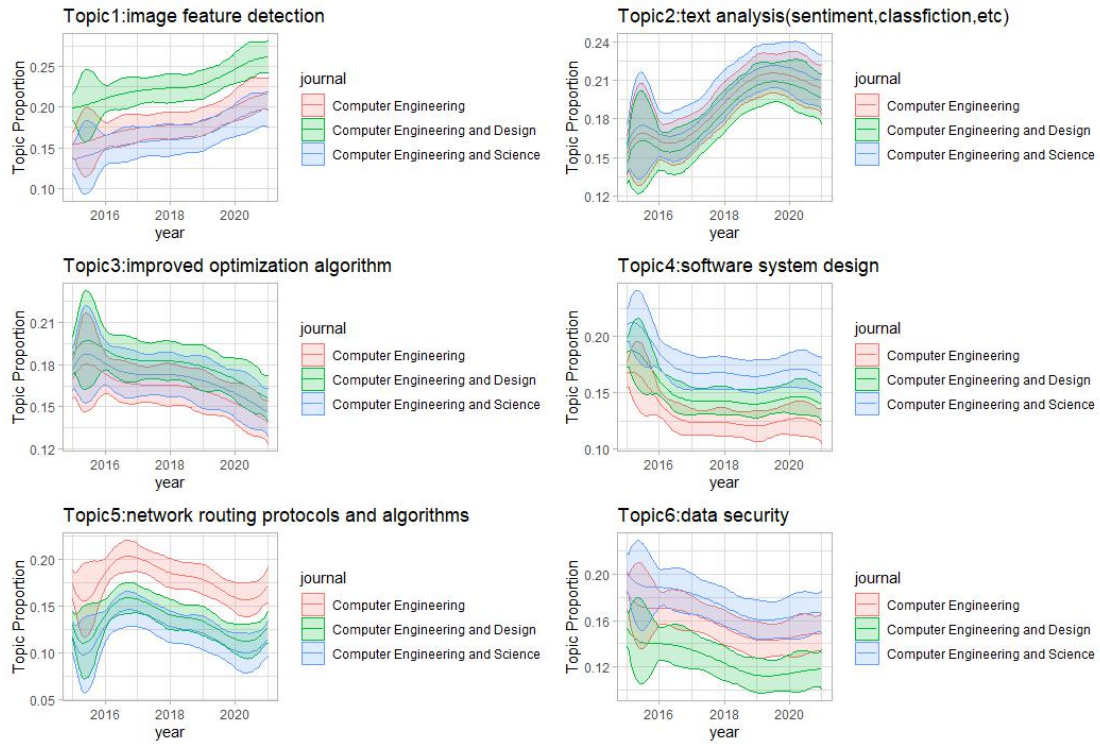 Topic1:image feature detection
Topic Proportion
0.25
0.20
0.15
0.10
2016 2018 2020
year
journal
Computer Engineering
Computer Engineering and Design
Computer Engineering and Science
Topic2:text analysis(sentiment,classfiction,etc)
Topic Proportion
0.24
0.21
0.18
0.15
0.12
2016 2018 2020
year
journal
Computer Engineering
Computer Engineering and Design
Computer Engineering and Science
Topic3:improved optimization algorithm
Topic Proportion
0.21
0.18
0.15
0.12
2016 2018 2020
year
journal
Computer Engineering
Computer Engineering and Design
Computer Engineering and Science
Topic4:software system design
Topic Proportion
0.20
0.15
0.10
2016 2018 2020
year
journal
Computer Engineering
Computer Engineering and Design
Computer Engineering and Science
Topic5:network routing protocols and algorithms
Topic Proportion
0.20
0.15
0.10
0.05
2016 2018 2020
year
journal
Computer Engineering
Computer Engineering and Design
Computer Engineering and Science
Topic6:data security
Topic Proportion
0.20
0.16
0.12
2016 2018 2020
year
journal
Computer Engineering
Computer Engineering and Design
Computer Engineering and Science